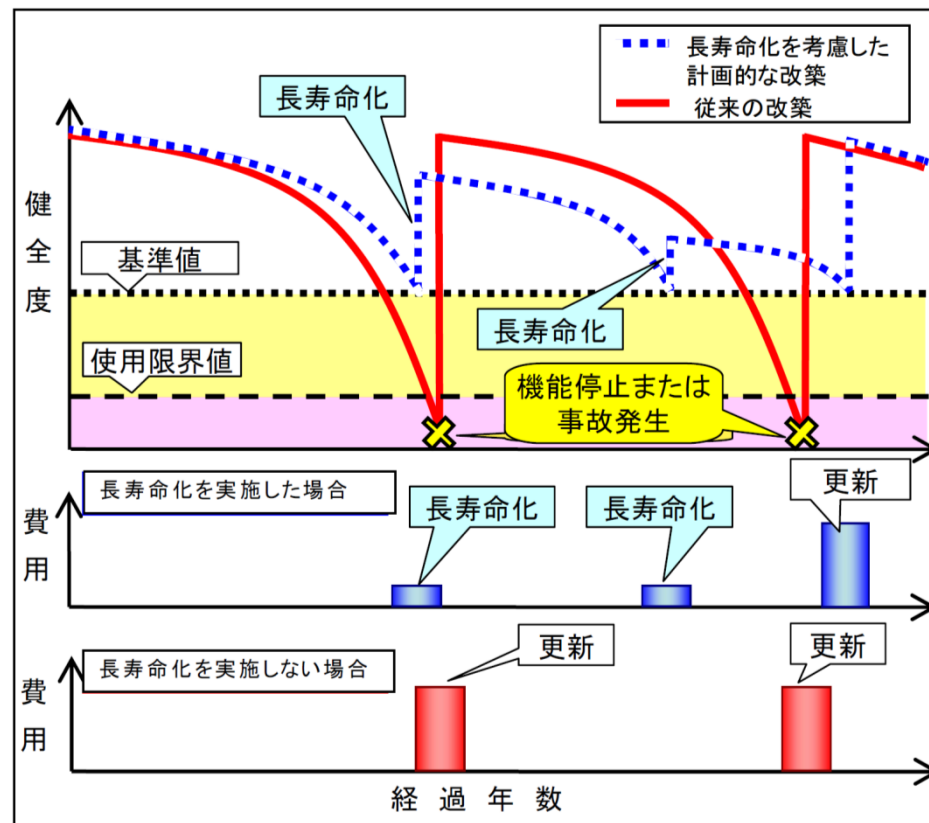 長寿命化を考慮した
計画的な改築
従来の改築
長寿命化
健全度
基準値
長寿命化
使用限界値
機能停止または
事故発生
費用
長寿命化を実施した場合
長寿命化
長寿命化
更新
費用
長寿命化を実施しない場合
更新
更新
経過年数